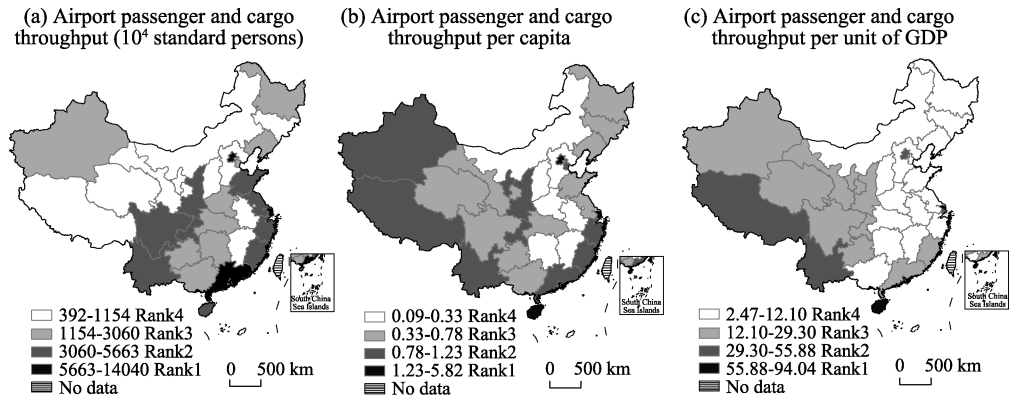 (a) Airport passenger and cargo
throughput (10⁴ standard persons)
South China
Sea Islands
392-1154 Rank4
1154-3060 Rank3
3060-5663 Rank2
5663-14040 Rank1
No data
0 500 km
(b) Airport passenger and cargo
throughput per capita
South China
Sea Islands
0.09-0.33 Rank4
0.33-0.78 Rank3
0.78-1.23 Rank2
1.23-5.82 Rank1
No data
0 500 km
(c) Airport passenger and cargo
throughput per unit of GDP
South China
Sea Islands
2.47-12.10 Rank4
12.10-29.30 Rank3
29.30-55.88 Rank2
55.88-94.04 Rank1
No data
0 500 km